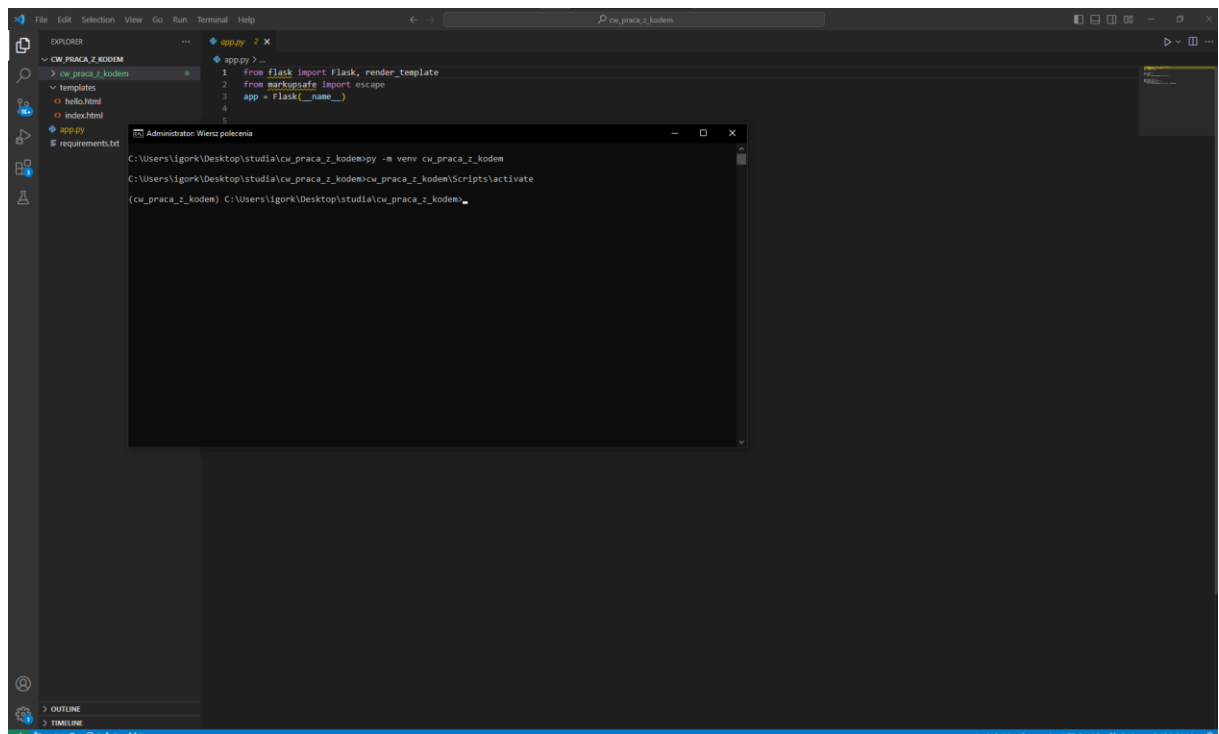 File Edit Selection View Go Run Terminal Help
cw_praca_z_kodem
EXPLORER
CW_PRACA_Z_KODEM
cw_praca_z_kodem
templates
hello.html
index.html
app.py
requirements.txt
OUTLINE
TIMELINE
app.py 2
app.py > ...
1 from flask import Flask, render_template
2 from markupsafe import escape
3 app = Flask(__name__)
4
5
Administrator: Wiersz polecenia
C:\Users\igork\Desktop\studia\cw_praca_z_kodem>py -m venv cw_praca_z_kodem
C:\Users\igork\Desktop\studia\cw_praca_z_kodem>cw_praca_z_kodem\Scripts\activate
(cw_praca_z_kodem) C:\Users\igork\Desktop\studia\cw_praca_z_kodem>